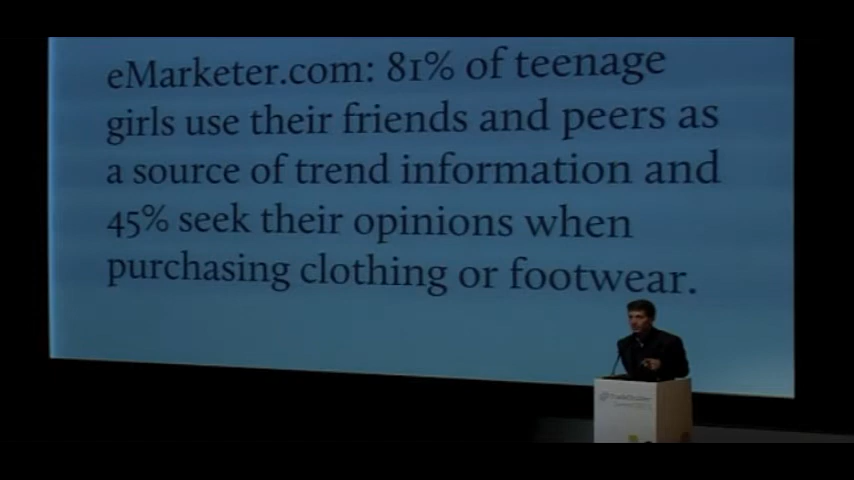 eMarketer.com: 81% of teenage
girls use their friends and peers as
a source of trend information and
45% seek their opinions when
purchasing clothing or footwear.